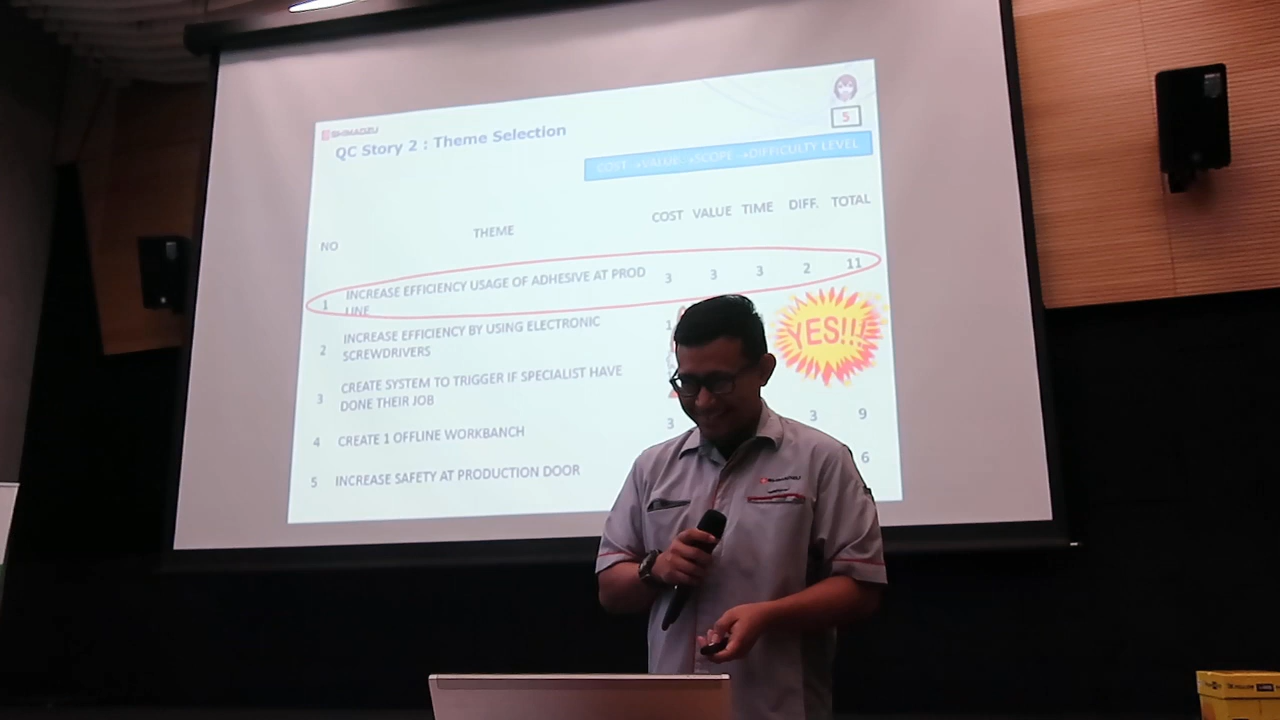 SHIMADZU
5
QC Story 2 : Theme Selection
COST →VALUE →SCOPE →DIFFICULTY LEVEL
NO THEME COST VALUE TIME DIFF. TOTAL
1 INCREASE EFFICIENCY USAGE OF ADHESIVE AT PROD 3 3 3 2 11
LINE
2 INCREASE EFFICIENCY BY USING ELECTRONIC 1
SCREWDRIVERS
YES!!!
3 CREATE SYSTEM TO TRIGGER IF SPECIALIST HAVE
DONE THEIR JOB
4 CREATE 1 OFFLINE WORKBANCH 3 3 9
5 INCREASE SAFETY AT PRODUCTION DOOR 6